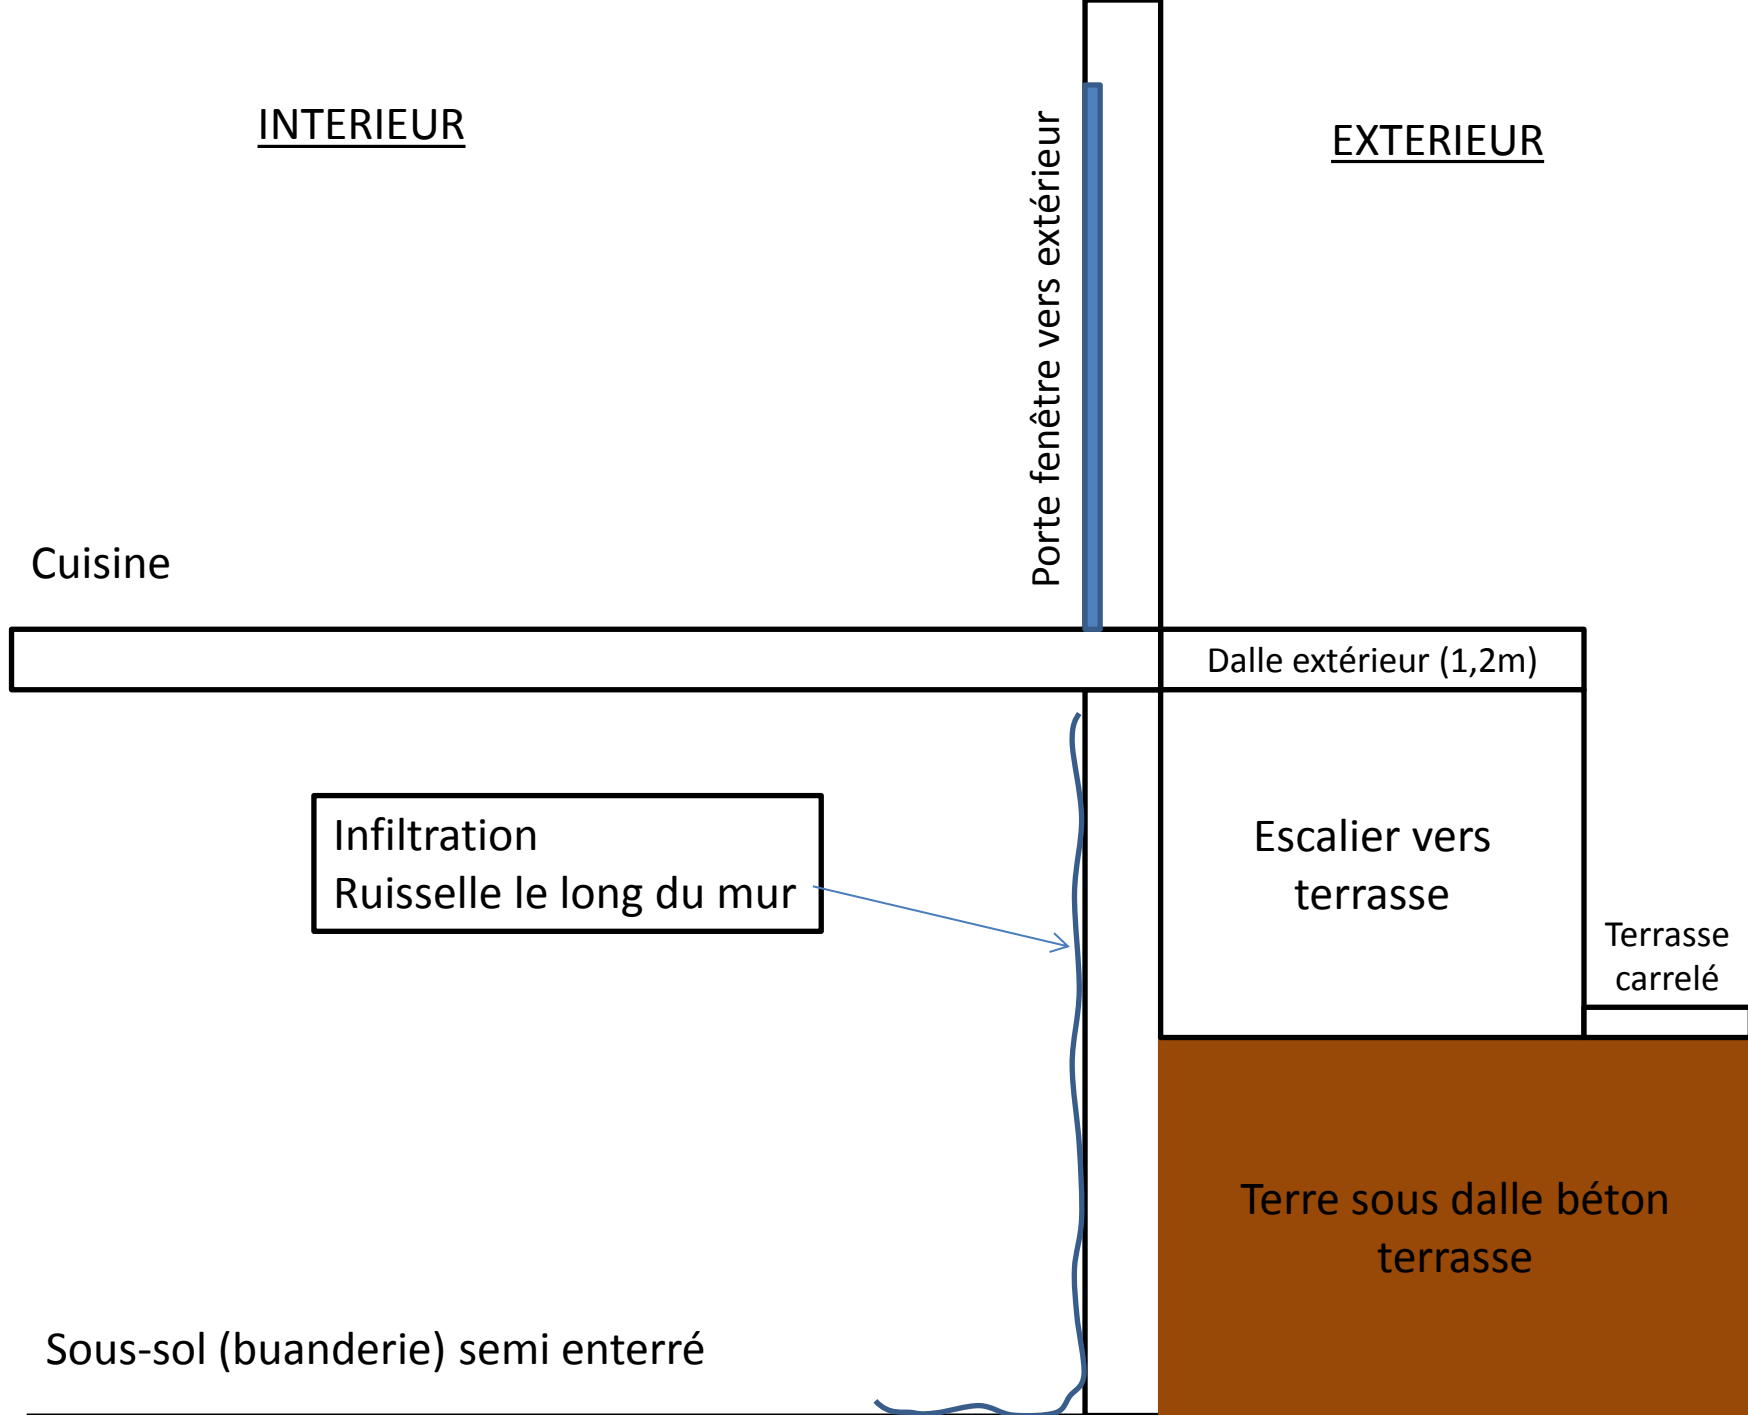 INTERIEUR
EXTERIEUR
Porte fenêtre vers extérieur
Cuisine
Dalle extérieur (1,2m)
Infiltration
Ruisselle le long du mur
Escalier vers
terrasse
Terrasse
carrelé
Terre sous dalle béton
terrasse
Sous-sol (buanderie) semi enterré